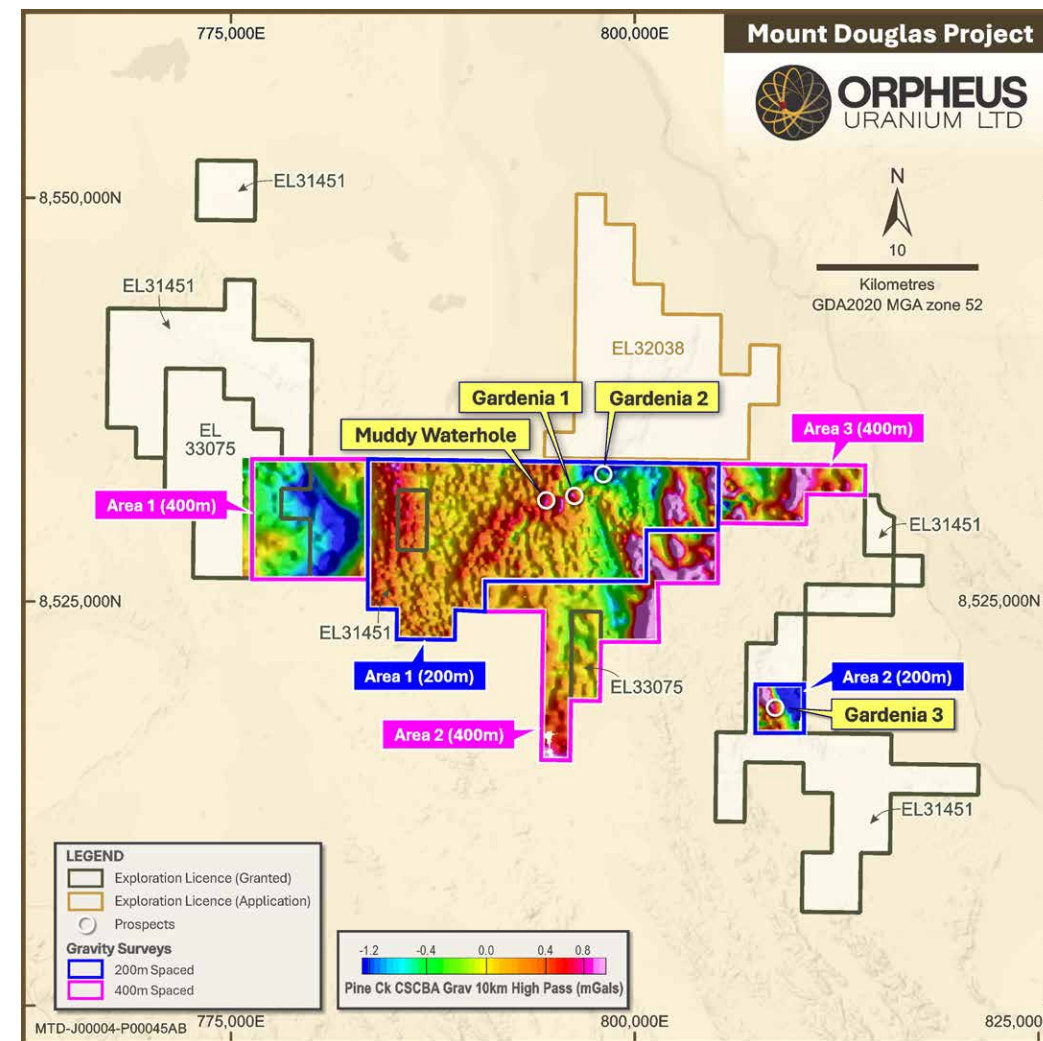 775,000E
800,000E
Mount Douglas Project
ORPHEUS
URANIUM LTD
N
10
Kilometres
GDA2020 MGA zone 52
8,550,000N
EL31451
EL31451
EL32038
EL
33075
Gardenia 1
Gardenia 2
Muddy Waterhole
Area 3 (400m)
Area 1 (400m)
EL31451
8,525,000N
8,525,000N
EL31451
Area 1 (200m)
EL33075
Area 2 (200m)
Gardenia 3
Area 2 (400m)
EL31451
LEGEND
Exploration Licence (Granted)
Exploration Licence (Application)
Prospects
Gravity Surveys
200m Spaced
400m Spaced
-1.2 -0.4 0.0 0.4 0.8
Pine Ck CSCBA Grav 10km High Pass (mGals)
MTD-J00004-P00045AB
775,000E
800,000E
825,000